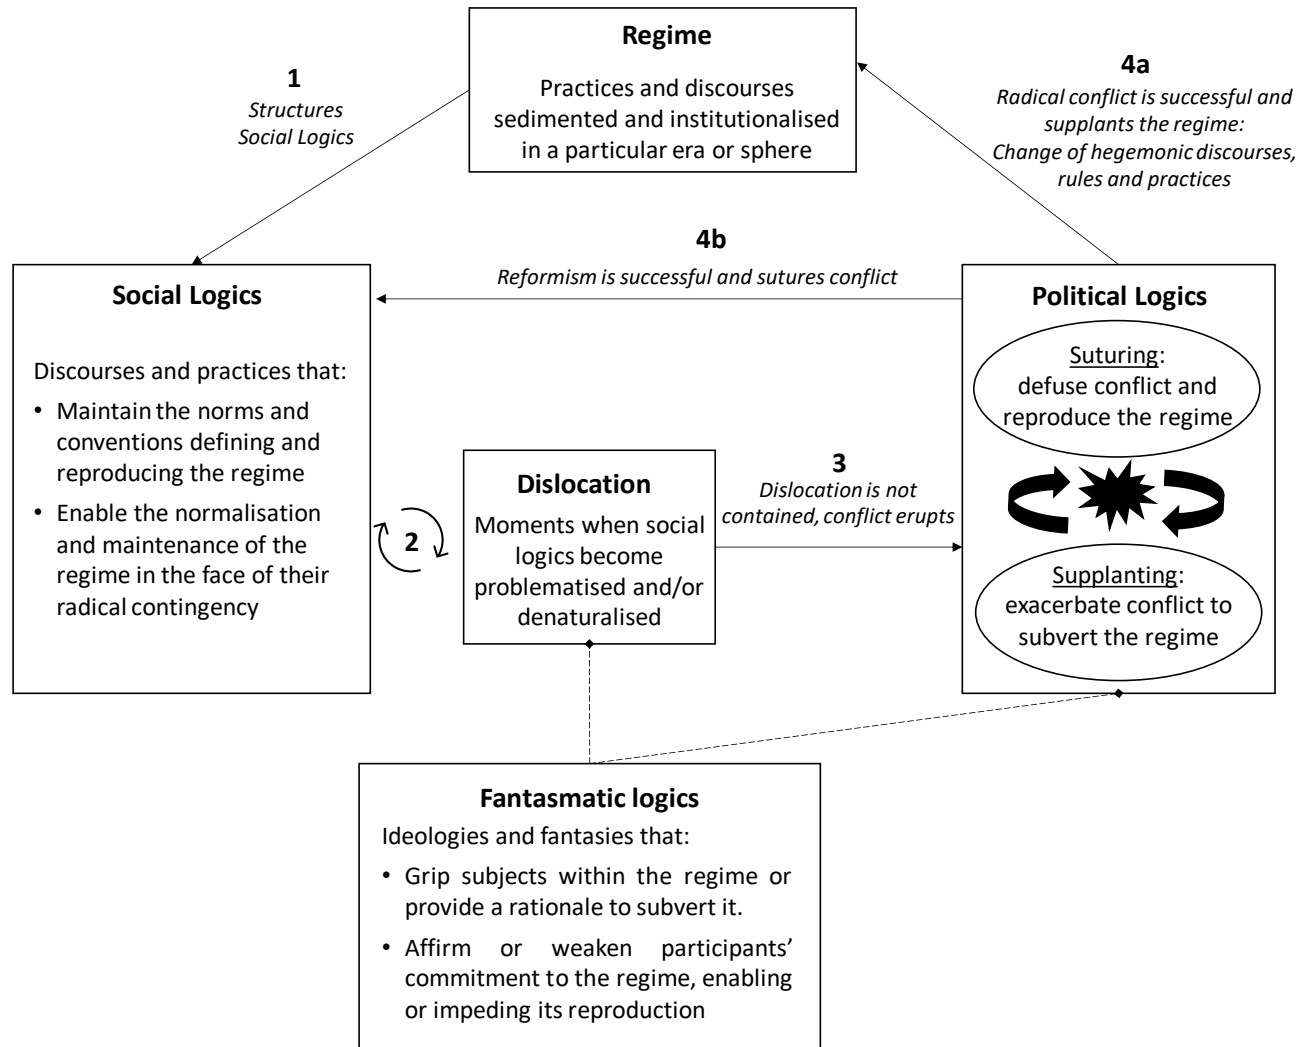 Regime
Practices and discourses
sedimented and institutionalised
in a particular era or sphere
1
Structures
Social Logics
4a
Radical conflict is successful and
supplants the regime:
Change of hegemonic discourses,
rules and practices
4b
Reformism is successful and sutures conflict
Social Logics
Discourses and practices that:
• Maintain the norms and
conventions defining and
reproducing the regime
• Enable the normalisation
and maintenance of the
regime in the face of their
radical contingency
2
Dislocation
Moments when social
logics become
problematised and/or
denaturalised
3
Dislocation is not
contained, conflict erupts
Political Logics
Suturing:
defuse conflict and
reproduce the regime
Supplanting:
exacerbate conflict to
subvert the regime
Fantasmatic logics
Ideologies and fantasies that:
• Grip subjects within the regime or
provide a rationale to subvert it.
• Affirm or weaken participants’
commitment to the regime, enabling
or impeding its reproduction